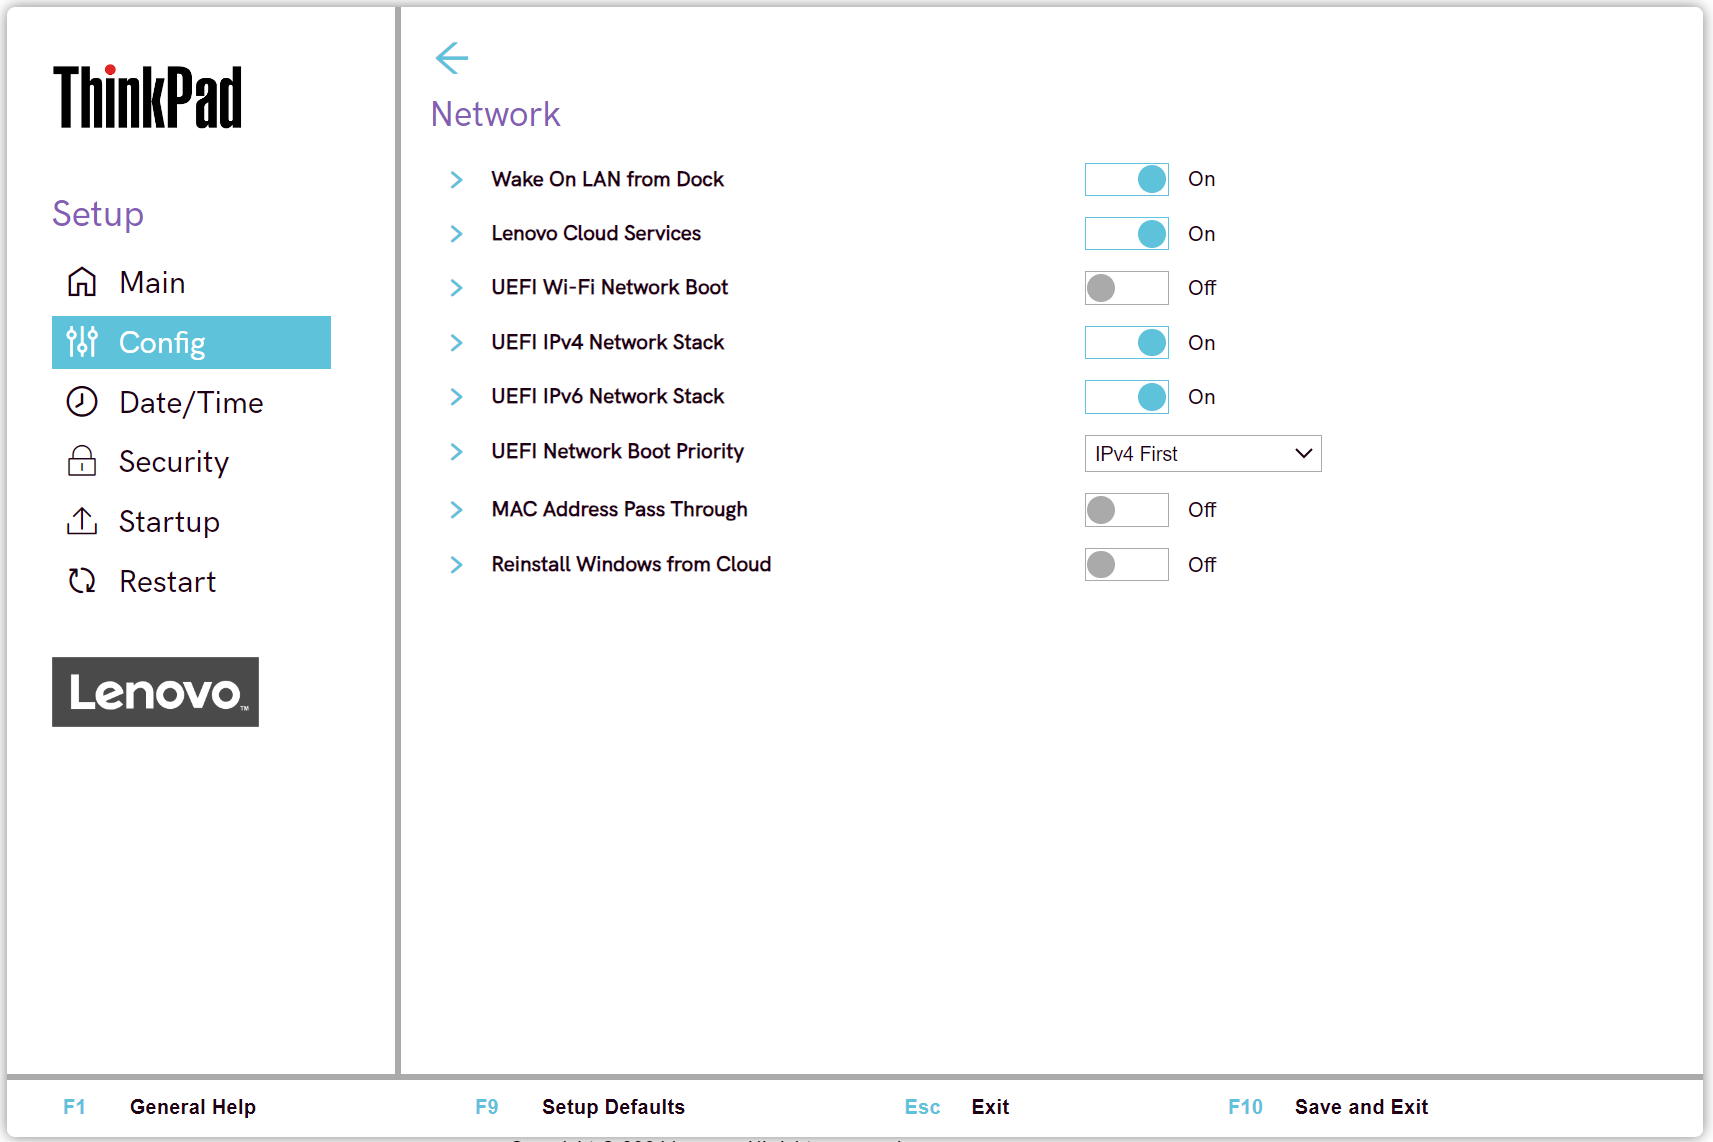 ThinkPad
Setup
Main
Config
Date/Time
Security
Startup
Restart
Lenovo™
Network
Wake On LAN from Dock On
Lenovo Cloud Services On
UEFI Wi-Fi Network Boot Off
UEFI IPv4 Network Stack On
UEFI IPv6 Network Stack On
UEFI Network Boot Priority IPv4 First
MAC Address Pass Through Off
Reinstall Windows from Cloud Off
F1 General Help F9 Setup Defaults Esc Exit F10 Save and Exit